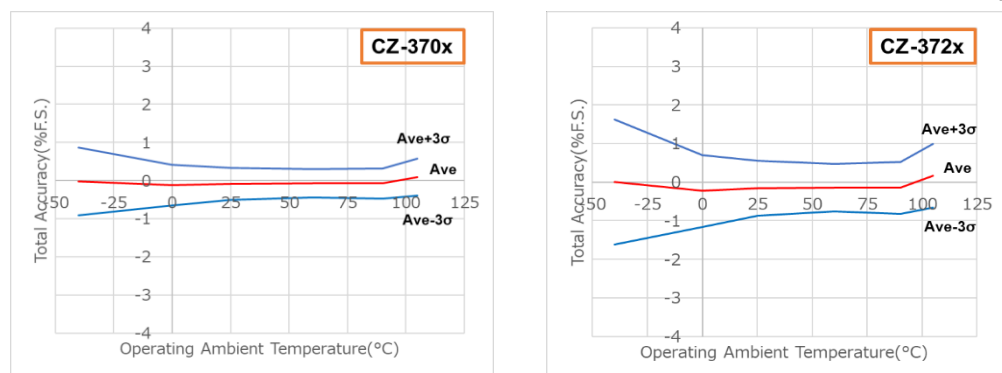 CZ-370x
4
3
2
1
0
-1
-2
-3
-4
-50
-25
0
25
50
75
100
125
Ave+3σ
Ave
Ave-3σ
Total Accuracy(%F.S.)
Operating Ambient Temperature(°C)
CZ-372x
4
3
2
1
0
-1
-2
-3
-4
-50
-25
0
25
50
75
100
125
Ave+3σ
Ave
Ave-3σ
Total Accuracy(%F.S.)
Operating Ambient Temperature(°C)